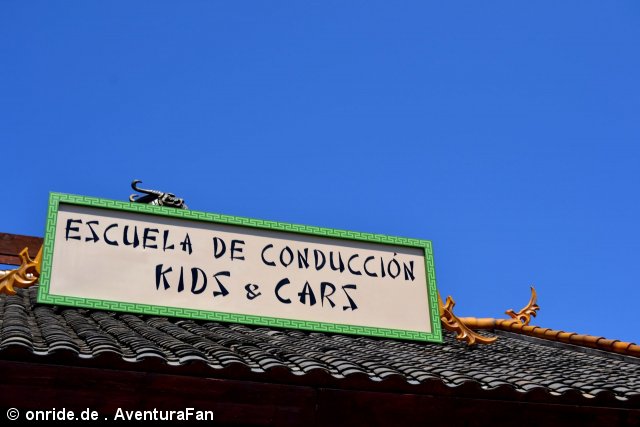 ESCUELA DE CONDUCCIÓN
KIDS & CARS
© onride.de . AventuraFan